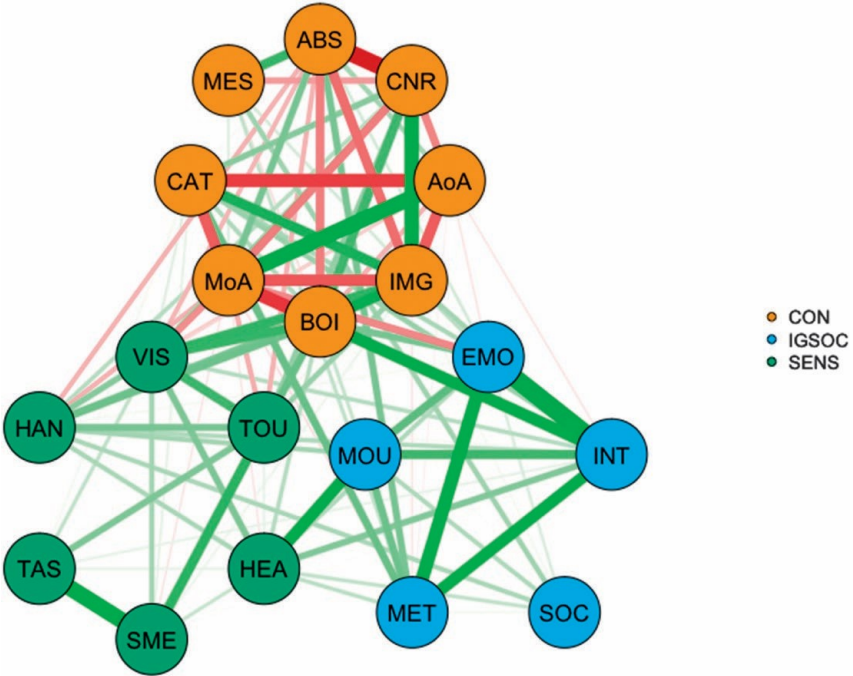 ABS
MES
CNR
CAT
AoA
MoA
IMG
BOI
CON
IGSOC
SENS
VIS
EMO
HAN
TOU
MOU
INT
TAS
HEA
MET
SOC
SME